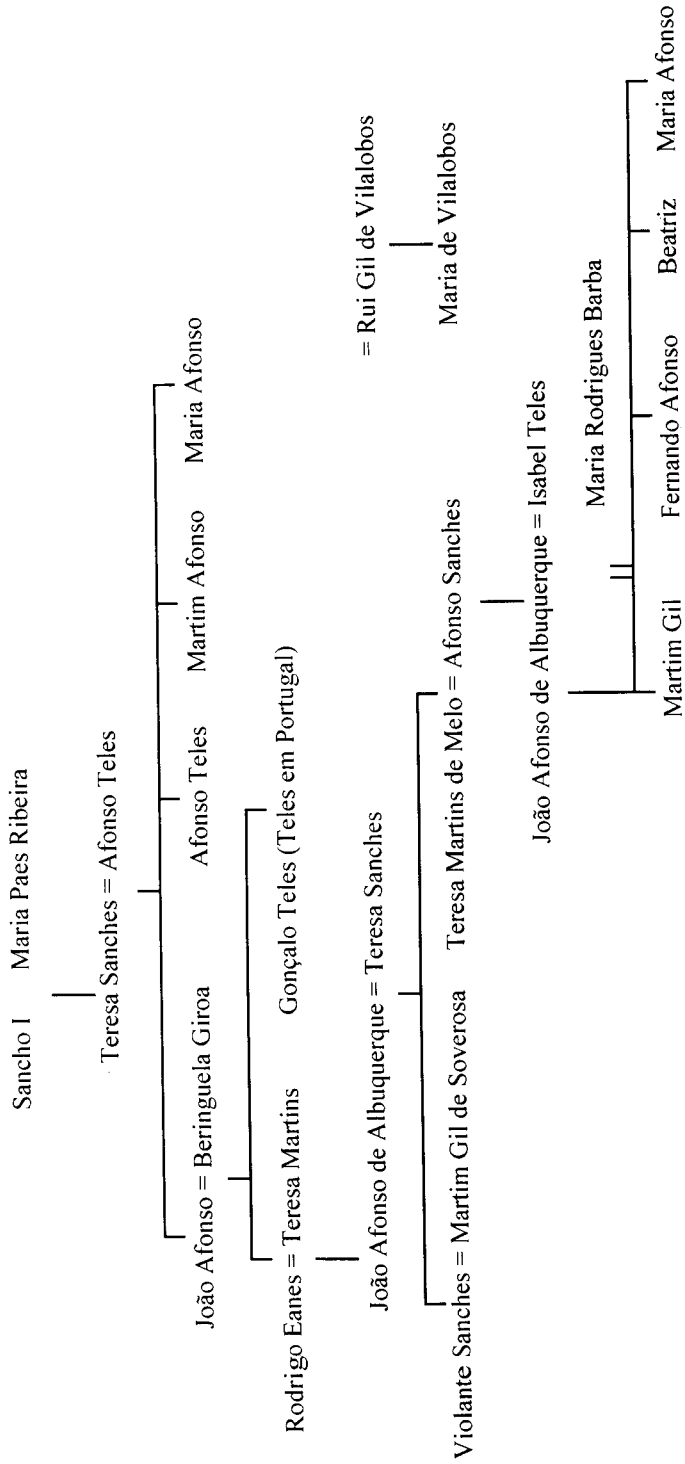 Sancho I Maria Paes Ribeira
Teresa Sanches = Afonso Teles
João Afonso = Beringuela Giroa Afonso Teles Martim Afonso Maria Afonso
Rodrigo Eanes = Teresa Martins Gonçalo Teles (Teles em Portugal)
João Afonso de Albuquerque = Teresa Sanches = Rui Gil de Vilalobos
Violante Sanches = Martim Gil de Soverosa Teresa Martins de Melo = Afonso Sanches Maria de Vilalobos
João Afonso de Albuquerque = Isabel Teles
Maria Rodrigues Barba
Martim Gil Fernando Afonso Beatriz Maria Afonso